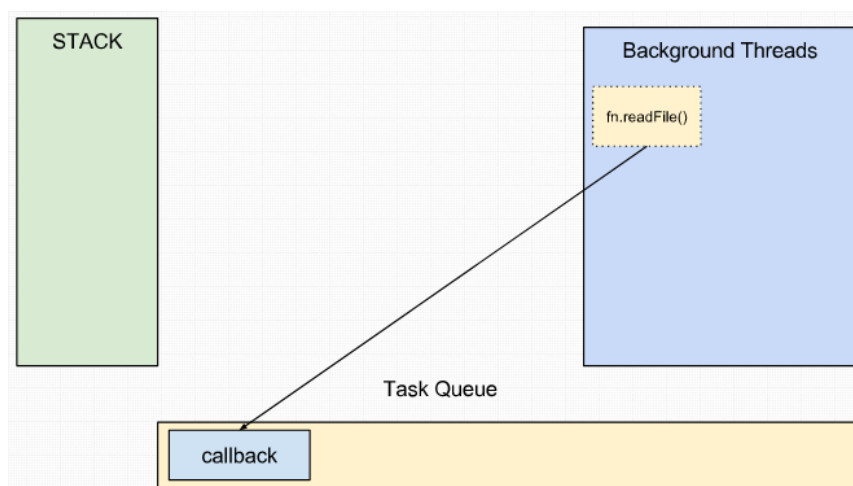 STACK
Background Threads
fn.readFile()
Task Queue
callback